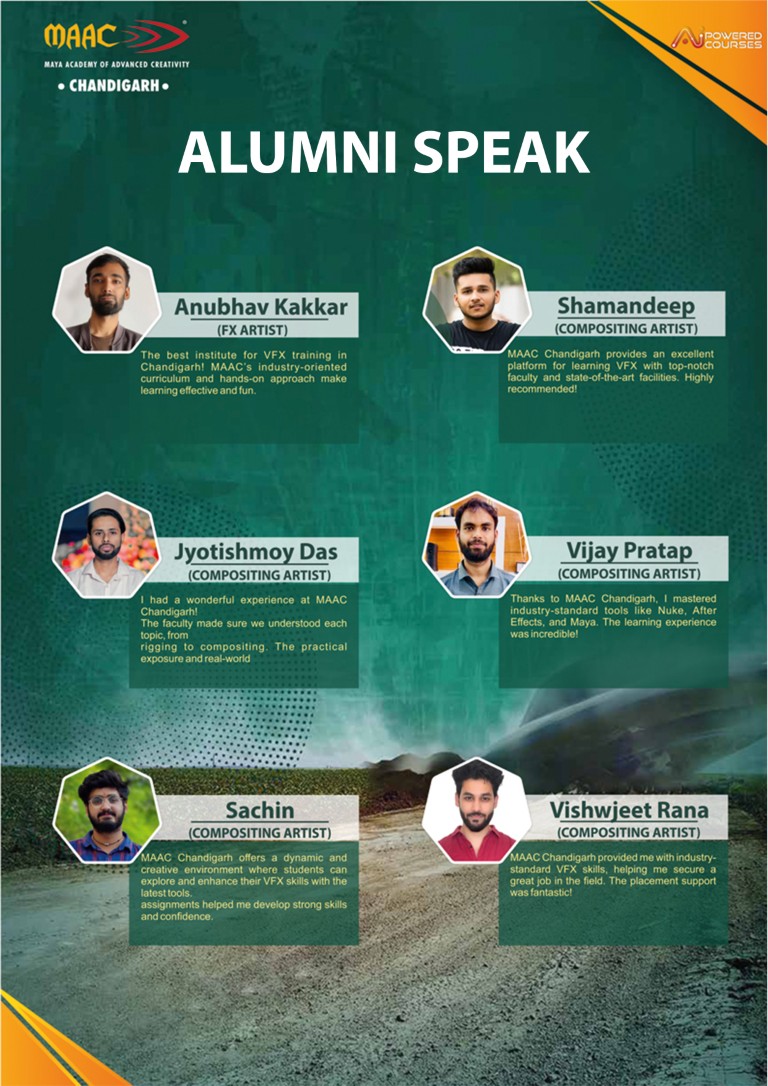 MAAC
MAYA ACADEMY OF ADVANCED CREATIVITY
• CHANDIGARH •
Ai POWERED
COURSES
ALUMNI SPEAK
Anubhav Kakkar
(FX ARTIST)
The best institute for VFX training in
Chandigarh! MAAC's industry-oriented
curriculum and hands-on approach make
learning effective and fun.
Shamandeep
(COMPOSITING ARTIST)
MAAC Chandigarh provides an excellent
platform for learning VFX with top-notch
faculty and state-of-the-art facilities. Highly
recommended!
Jyotishmoy Das
(COMPOSITING ARTIST)
I had a wonderful experience at MAAC
Chandigarh!
The faculty made sure we understood each
topic, from
rigging to compositing. The practical
exposure and real-world
Vijay Pratap
(COMPOSITING ARTIST)
Thanks to MAAC Chandigarh, I mastered
industry-standard tools like Nuke, After
Effects, and Maya. The learning experience
was incredible!
Sachin
(COMPOSITING ARTIST)
MAAC Chandigarh offers a dynamic and
creative environment where students can
explore and enhance their VFX skills with the
latest tools.
assignments helped me develop strong skills
and confidence.
Vishwjeet Rana
(COMPOSITING ARTIST)
MAAC Chandigarh provided me with industry-
standard VFX skills, helping me secure a
great job in the field. The placement support
was fantastic!